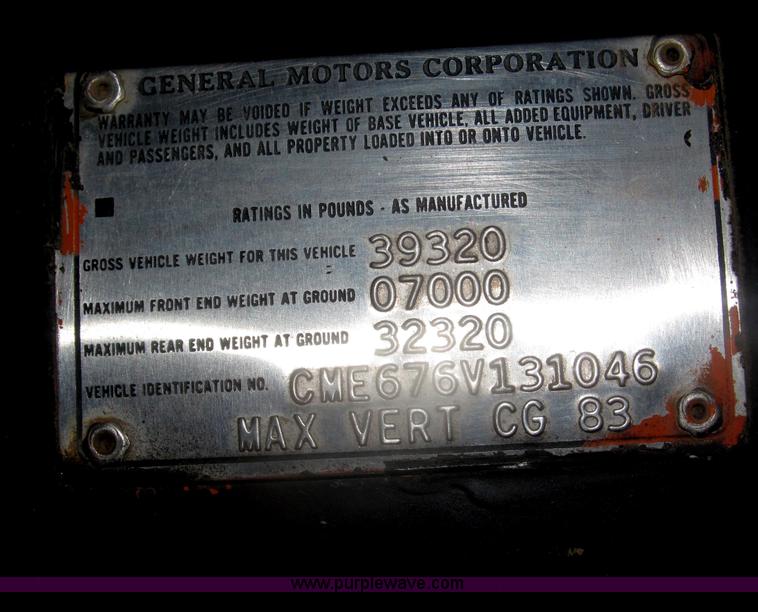 GENERAL MOTORS CORPORATION
WARRANTY MAY BE VOIDED IF WEIGHT EXCEEDS ANY OF RATINGS SHOWN. GROSS
VEHICLE WEIGHT INCLUDES WEIGHT OF BASE VEHICLE, ALL ADDED EQUIPMENT, DRIVER
AND PASSENGERS, AND ALL PROPERTY LOADED INTO OR ONTO VEHICLE.
RATINGS IN POUNDS - AS MANUFACTURED
GROSS VEHICLE WEIGHT FOR THIS VEHICLE 39320
MAXIMUM FRONT END WEIGHT AT GROUND 07000
MAXIMUM REAR END WEIGHT AT GROUND 32320
VEHICLE IDENTIFICATION NO. CME676V131046
MAX VERT CG 83
www.purplewave.com